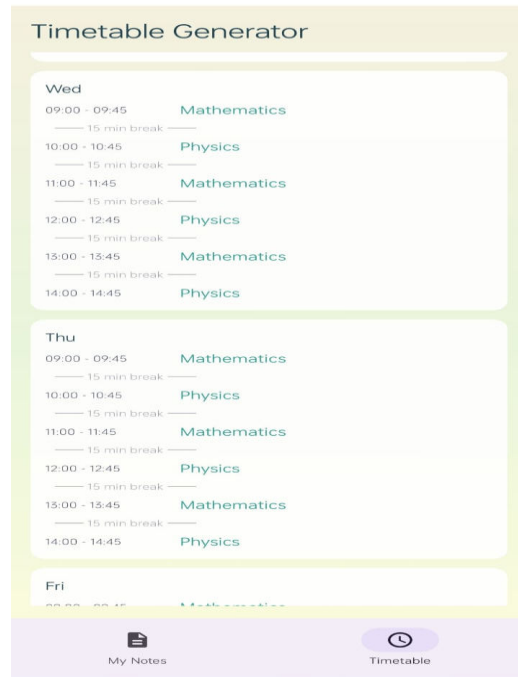 Timetable Generator
Wed
09:00 - 09:45 Mathematics
15 min break
10:00 - 10:45 Physics
15 min break
11:00 - 11:45 Mathematics
15 min break
12:00 - 12:45 Physics
15 min break
13:00 - 13:45 Mathematics
15 min break
14:00 - 14:45 Physics
Thu
09:00 - 09:45 Mathematics
15 min break
10:00 - 10:45 Physics
15 min break
11:00 - 11:45 Mathematics
15 min break
12:00 - 12:45 Physics
15 min break
13:00 - 13:45 Mathematics
15 min break
14:00 - 14:45 Physics
Fri
My Notes Timetable